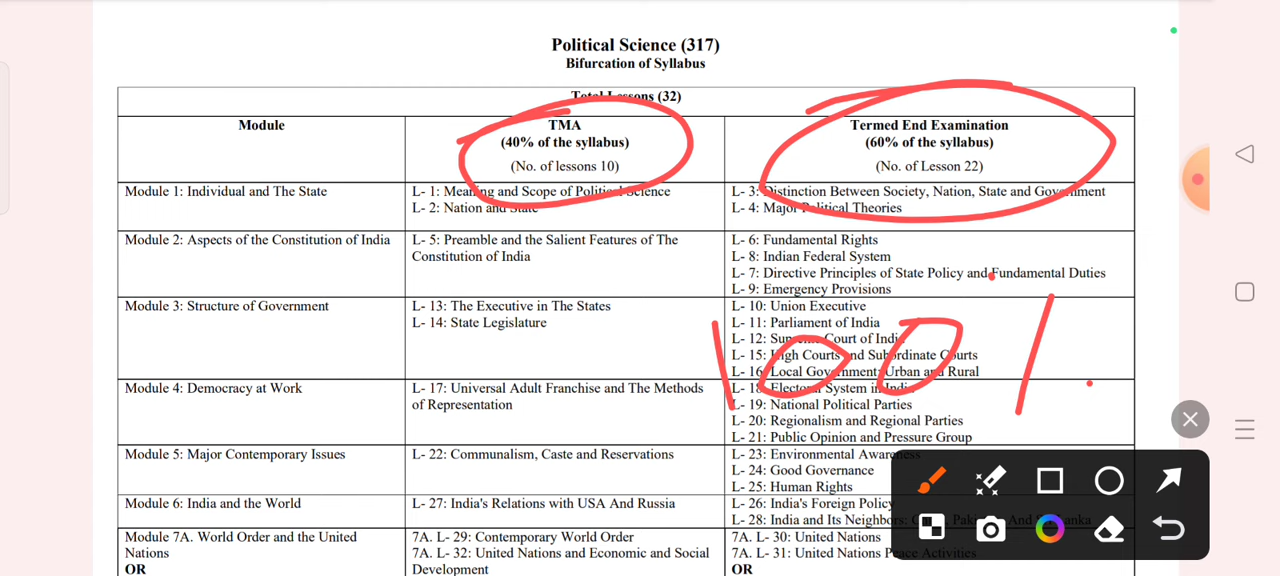 Political Science (317)
Bifurcation of Syllabus
Total Lessons (32)
Module
TMA
(40% of the syllabus)
(No. of lessons 10)
Termed End Examination
(60% of the syllabus)
(No. of Lesson 22)
Module 1: Individual and The State
L- 1: Meaning and Scope of Political Science
L- 2: Nation and State
L- 3: Distinction Between Society, Nation, State and Government
L- 4: Major Political Theories
Module 2: Aspects of the Constitution of India
L- 5: Preamble and the Salient Features of The
Constitution of India
L- 6: Fundamental Rights
L- 8: Indian Federal System
L- 7: Directive Principles of State Policy and Fundamental Duties
L- 9: Emergency Provisions
Module 3: Structure of Government
L- 13: The Executive in The States
L- 14: State Legislature
L- 10: Union Executive
L- 11: Parliament of India
L- 12: Supreme Court of India
L- 15: High Courts and Subordinate Courts
L- 16: Local Government: Urban and Rural
Module 4: Democracy at Work
L- 17: Universal Adult Franchise and The Methods
of Representation
L- 18: Electoral System in India
L- 19: National Political Parties
L- 20: Regionalism and Regional Parties
L- 21: Public Opinion and Pressure Group
Module 5: Major Contemporary Issues
L- 22: Communalism, Caste and Reservations
L- 23: Environmental Awareness
L- 24: Good Governance
L- 25: Human Rights
Module 6: India and the World
L- 27: India's Relations with USA And Russia
L- 26: India's Foreign Policy
L- 28: India and Its Neighbors: China, Pakistan And Sri Lanka
Module 7A. World Order and the United
Nations
OR
7A. L- 29: Contemporary World Order
7A. L- 32: United Nations and Economic and Social
Development
7A. L- 30: United Nations
7A. L- 31: United Nations Peace Activities
OR
100%